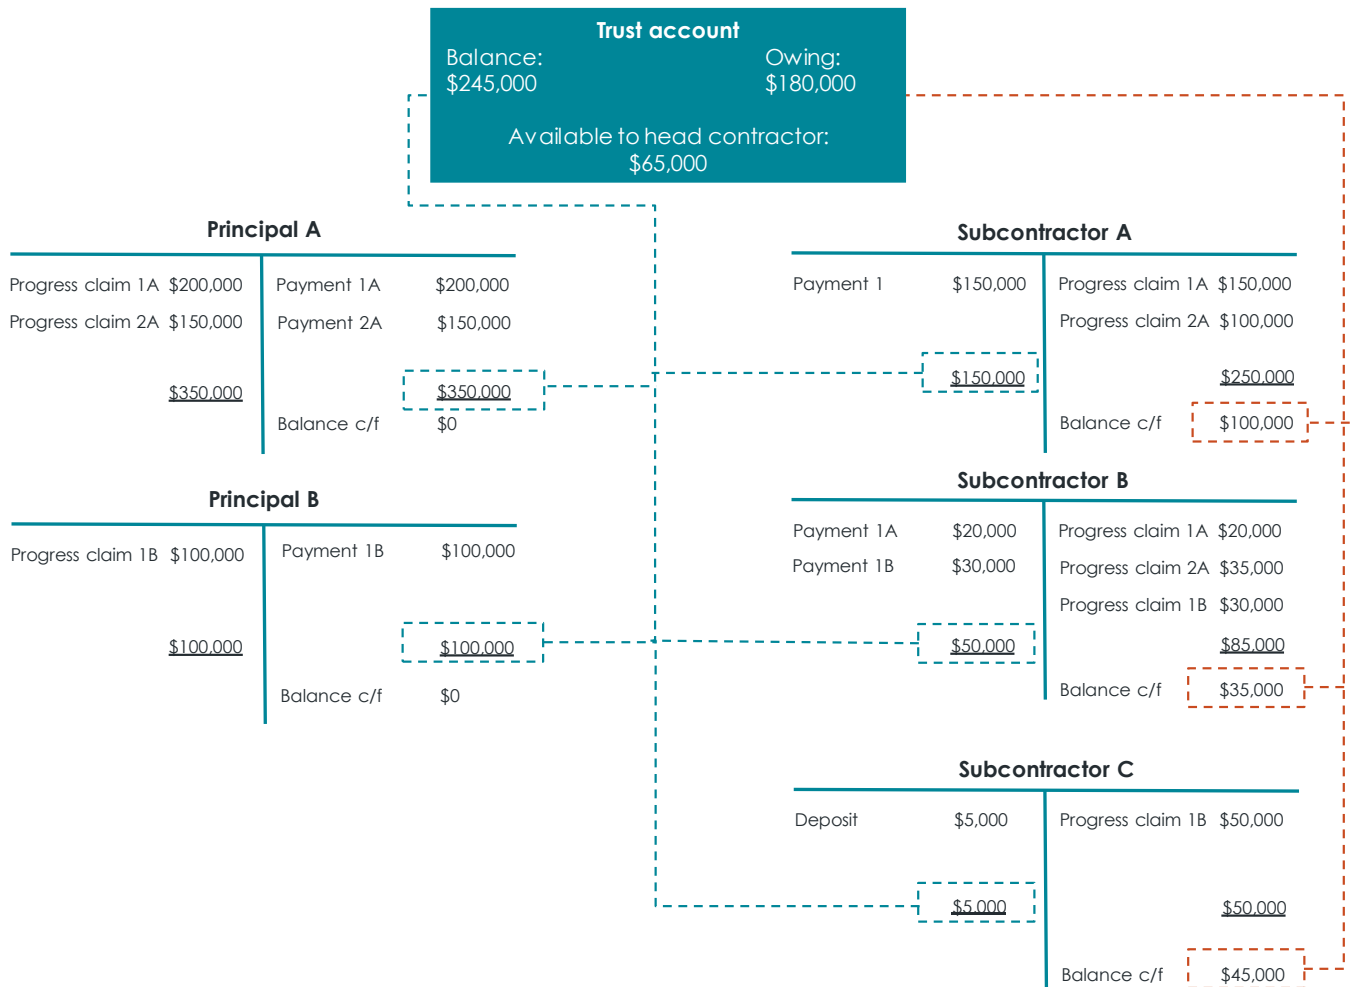 Trust account
Balance: Owing:
$245,000 $180,000
Available to head contractor:
$65,000
Principal A
Progress claim 1A $200,000 Payment 1A $200,000
Progress claim 2A $150,000 Payment 2A $150,000
$350,000 $350,000
Balance c/f $0
Principal B
Progress claim 1B $100,000 Payment 1B $100,000
$100,000 $100,000
Balance c/f $0
Subcontractor A
Payment 1 $150,000 Progress claim 1A $150,000
Progress claim 2A $100,000
$150,000 $250,000
Balance c/f $100,000
Subcontractor B
Payment 1A $20,000 Progress claim 1A $20,000
Payment 1B $30,000 Progress claim 2A $35,000
Progress claim 1B $30,000
$50,000 $85,000
Balance c/f $35,000
Subcontractor C
Deposit $5,000 Progress claim 1B $50,000
$5,000 $50,000
Balance c/f $45,000